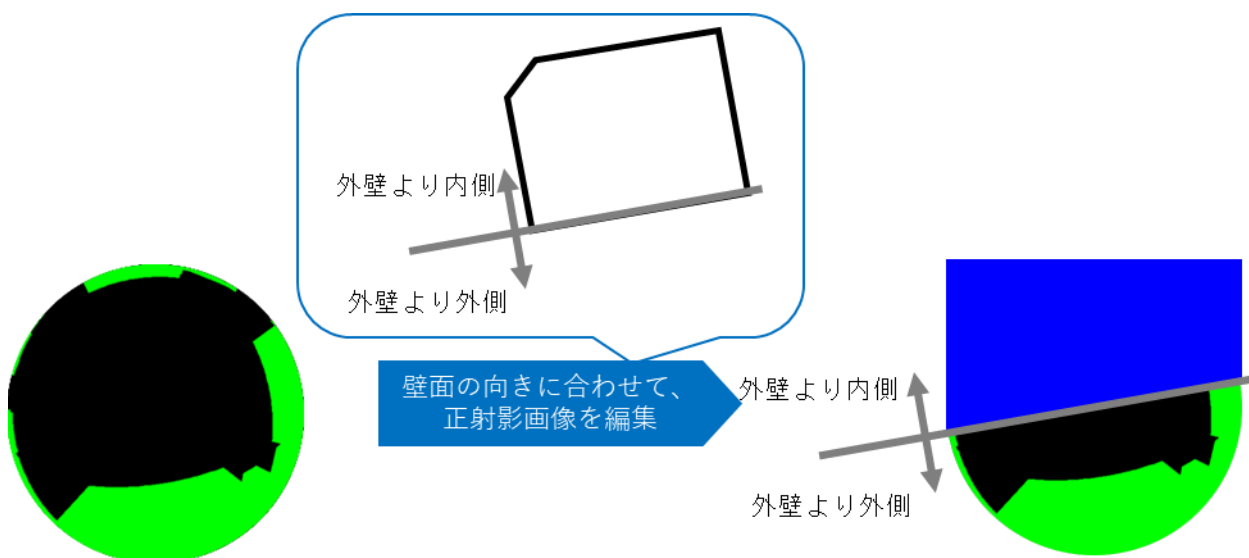 外壁より内側
外壁より外側
壁面の向きに合わせて、
正射影画像を編集
外壁より内側
外壁より外側